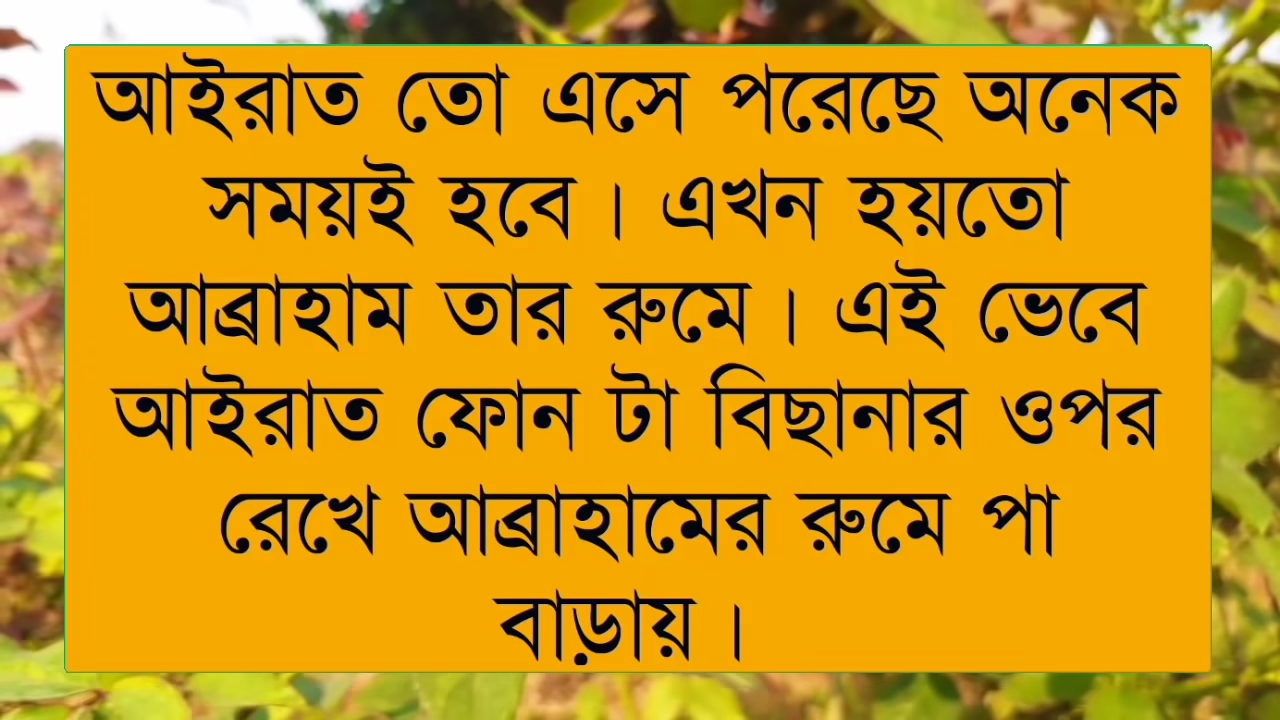 আইরাত তো এসে পরেছে অনেক
সময়ই হবে । এখন হয়তো
আব্রাহাম তার রুমে । এই ভেবে
আইরাত ফোন টা বিছানার ওপর
রেখে আব্রাহামের রুমে পা
বাড়ায় ।